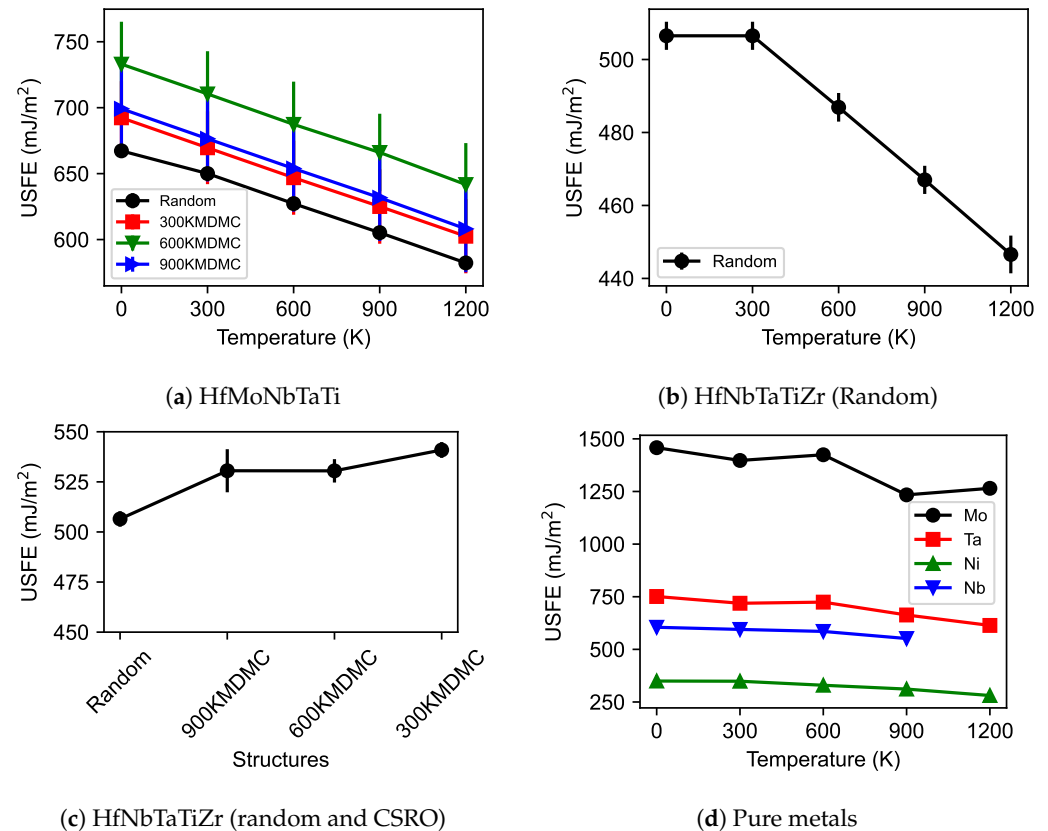 750
700
650
600
USFE (mJ/m²)
Random
300KMDMC
600KMDMC
900KMDMC
0 300 600 900 1200
Temperature (K)
(a) HfMoNbTaTi
500
480
460
440
USFE (mJ/m²)
Random
0 300 600 900 1200
Temperature (K)
(b) HfNbTaTiZr (Random)
550
525
500
475
450
USFE (mJ/m²)
Random
900KMDMC
600KMDMC
300KMDMC
Structures
(c) HfNbTaTiZr (random and CSRO)
1500
1250
1000
750
500
250
USFE (mJ/m²)
Mo
Ta
Ni
Nb
0 300 600 900 1200
Temperature (K)
(d) Pure metals